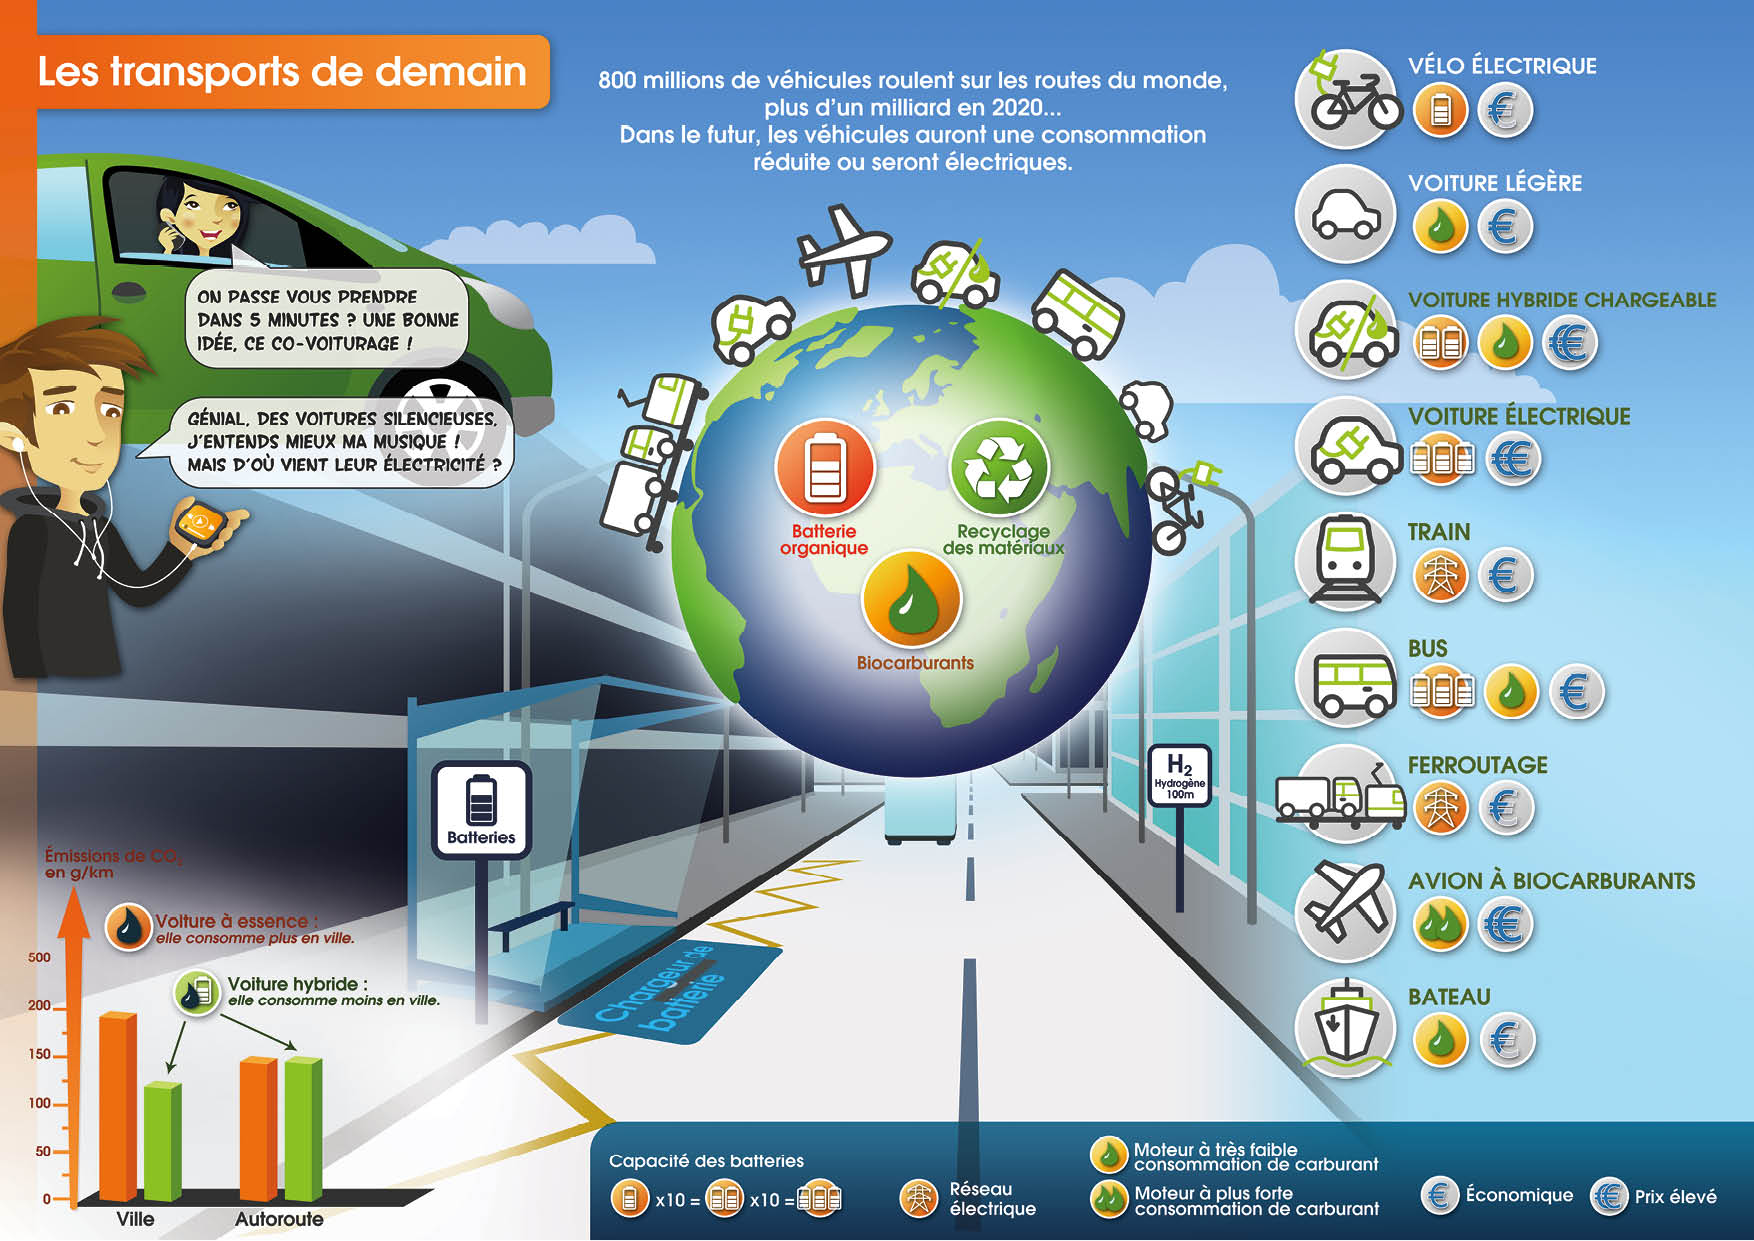 Les transports de demain
800 millions de véhicules roulent sur les routes du monde,
plus d'un milliard en 2020...
Dans le futur, les véhicules auront une consommation
réduite ou seront électriques.
ON PASSE VOUS PRENDRE
DANS 5 MINUTES ? UNE BONNE
IDÉE, CE CO-VOITURAGE !
GÉNIAL, DES VOITURES SILENCIEUSES,
J'ENTENDS MIEUX MA MUSIQUE !
MAIS D'OÙ VIENT LEUR ÉLECTRICITÉ ?
Batterie
organique
Recyclage
des matériaux
Biocarburants
VÉLO ÉLECTRIQUE
€
VOITURE LÉGÈRE
€
VOITURE HYBRIDE CHARGEABLE
€
VOITURE ÉLECTRIQUE
€
TRAIN
€
BUS
€
FERROUTAGE
€
AVION À BIOCARBURANTS
€
BATEAU
€
Batteries
H2
Hydrogène
100m
Chargeur de
batterie
Émissions de CO2
en g/km
Voiture à essence :
elle consomme plus en ville.
Voiture hybride :
elle consomme moins en ville.
500
200
150
100
50
0
Ville
Autoroute
Capacité des batteries
x10 =
x10 =
Réseau
électrique
Moteur à très faible
consommation de carburant
Moteur à plus forte
consommation de carburant
€ Économique
€ Prix élevé